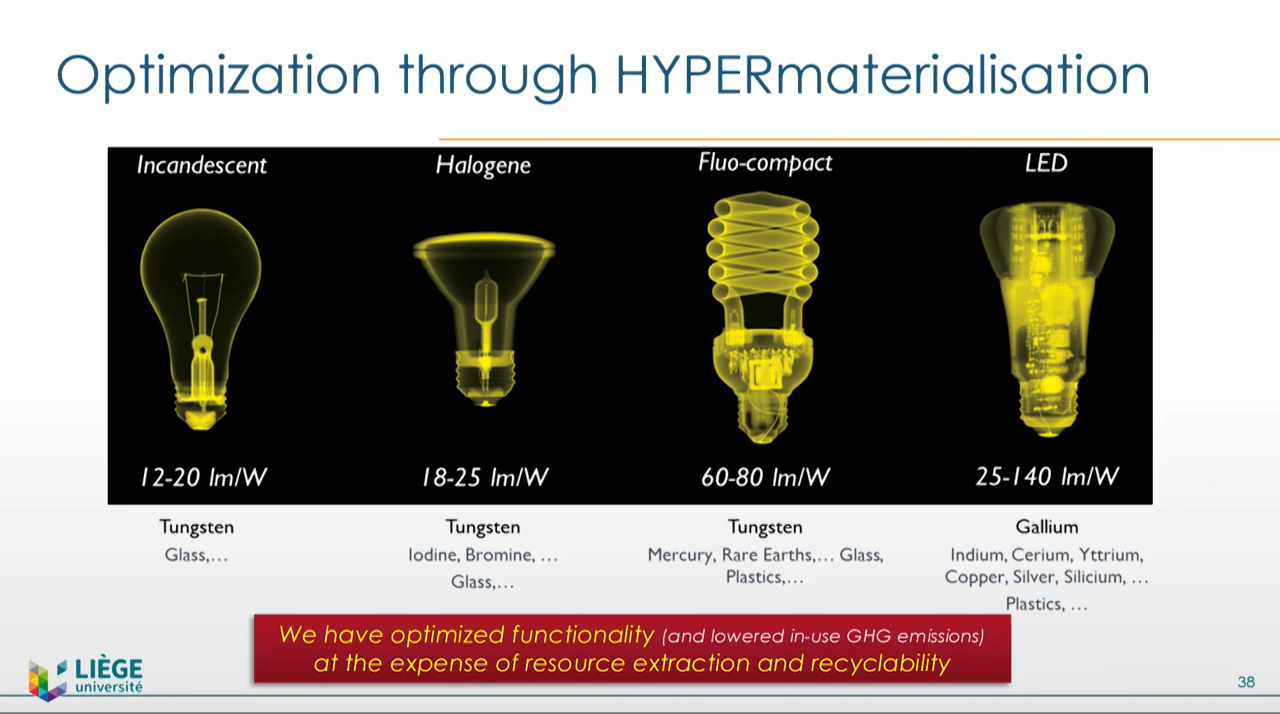 Optimization through HYPERmaterialisation
Incandescent
Halogene
Fluo-compact
LED
12-20 lm/W
18-25 lm/W
60-80 lm/W
25-140 lm/W
Tungsten
Glass,…
Tungsten
Iodine, Bromine, …
Glass,…
Tungsten
Mercury, Rare Earths,… Glass,
Plastics,…
Gallium
Indium, Cerium, Yttrium,
Copper, Silver, Silicium, …
Plastics, …
We have optimized functionality (and lowered in-use GHG emissions)
at the expense of resource extraction and recyclability
LIÈGE
université
38